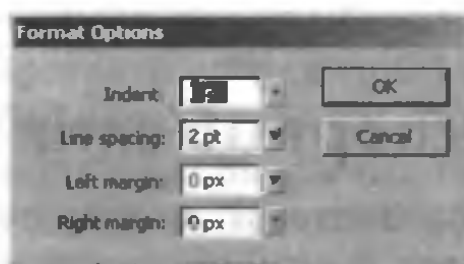 Format Options
Indent
OK
Line spacing: 2 pt
Cancel
Left margin: 0 px
Right margin: 0 px